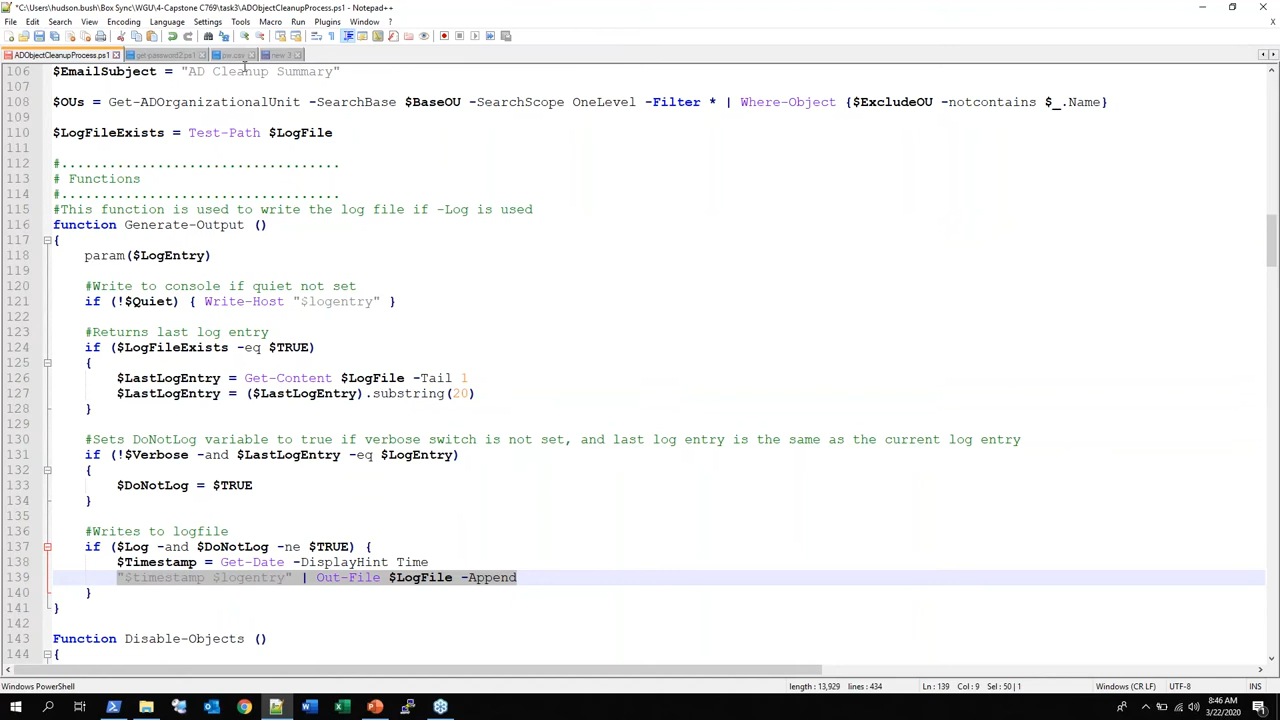 *C:\Users\hudson.bush\Box Sync\WGU\4-Capstone C769\task3\ADObjectCleanupProcess.ps1 - Notepad++
File Edit Search View Encoding Language Settings Tools Macro Run Plugins Window ?
ADObjectCleanupProcess.ps1 get-password2.ps1 pw.csv new 3
106 $EmailSubject = "AD Cleanup Summary"
107
108 $OUs = Get-ADOrganizationalUnit -SearchBase $BaseOU -SearchScope OneLevel -Filter * | Where-Object {$ExcludeOU -notcontains $_.Name}
109
110 $LogFileExists = Test-Path $LogFile
111
112 #...................................
113 # Functions
114 #...................................
115 #This function is used to write the log file if -Log is used
116 function Generate-Output ()
117 {
118 param($LogEntry)
119
120 #Write to console if quiet not set
121 if (!$Quiet) { Write-Host "$logentry" }
122
123 #Returns last log entry
124 if ($LogFileExists -eq $TRUE)
125 {
126 $LastLogEntry = Get-Content $LogFile -Tail 1
127 $LastLogEntry = ($LastLogEntry).substring(20)
128 }
129
130 #Sets DoNotLog variable to true if verbose switch is not set, and last log entry is the same as the current log entry
131 if (!$Verbose -and $LastLogEntry -eq $LogEntry)
132 {
133 $DoNotLog = $TRUE
134 }
135
136 #Writes to logfile
137 if ($Log -and $DoNotLog -ne $TRUE) {
138 $Timestamp = Get-Date -DisplayHint Time
139 "$timestamp $logentry" | Out-File $LogFile -Append
140 }
141 }
142
143 Function Disable-Objects ()
144 {
Windows PowerShell length : 13,929 lines : 434 Ln : 139 Col : 9 Sel : 50 | 1 Windows (CR LF) UTF-8 INS
8:46 AM
3/22/2020